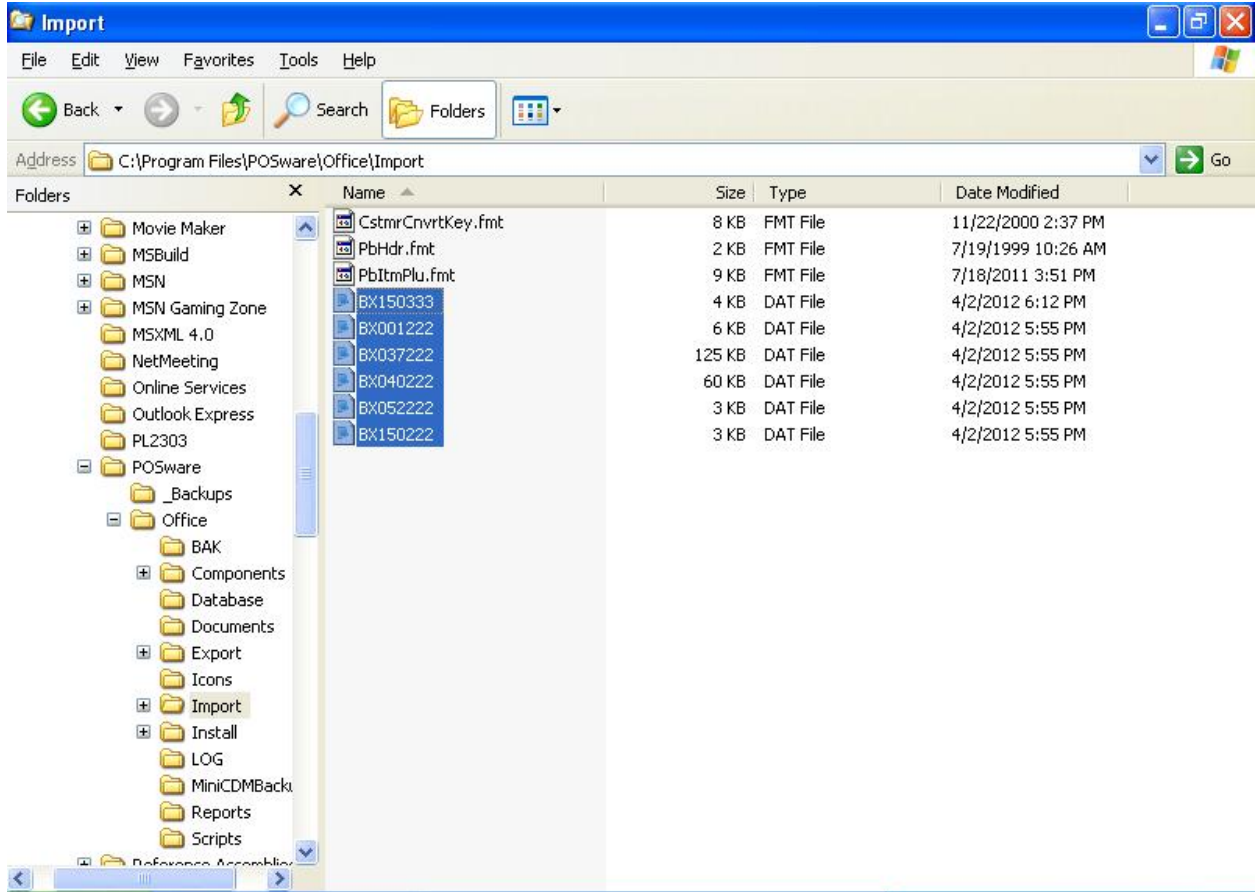 Import
File Edit View Favorites Tools Help
Back Search Folders
Address C:\Program Files\POSware\Office\Import Go
Folders
Movie Maker
MSBuild
MSN
MSN Gaming Zone
MSXML 4.0
NetMeeting
Online Services
Outlook Express
PL2303
POSware
_Backups
Office
BAK
Components
Database
Documents
Export
Icons
Import
Install
LOG
MiniCDMBacku
Reports
Scripts
Reference Assemblie
Name Size Type Date Modified
CstmrCnvrtKey.fmt 8 KB FMT File 11/22/2000 2:37 PM
PbHdr.fmt 2 KB FMT File 7/19/1999 10:26 AM
PbItmPlu.fmt 9 KB FMT File 7/18/2011 3:51 PM
BX150333 4 KB DAT File 4/2/2012 6:12 PM
BX001222 6 KB DAT File 4/2/2012 5:55 PM
BX037222 125 KB DAT File 4/2/2012 5:55 PM
BX040222 60 KB DAT File 4/2/2012 5:55 PM
BX052222 3 KB DAT File 4/2/2012 5:55 PM
BX150222 3 KB DAT File 4/2/2012 5:55 PM